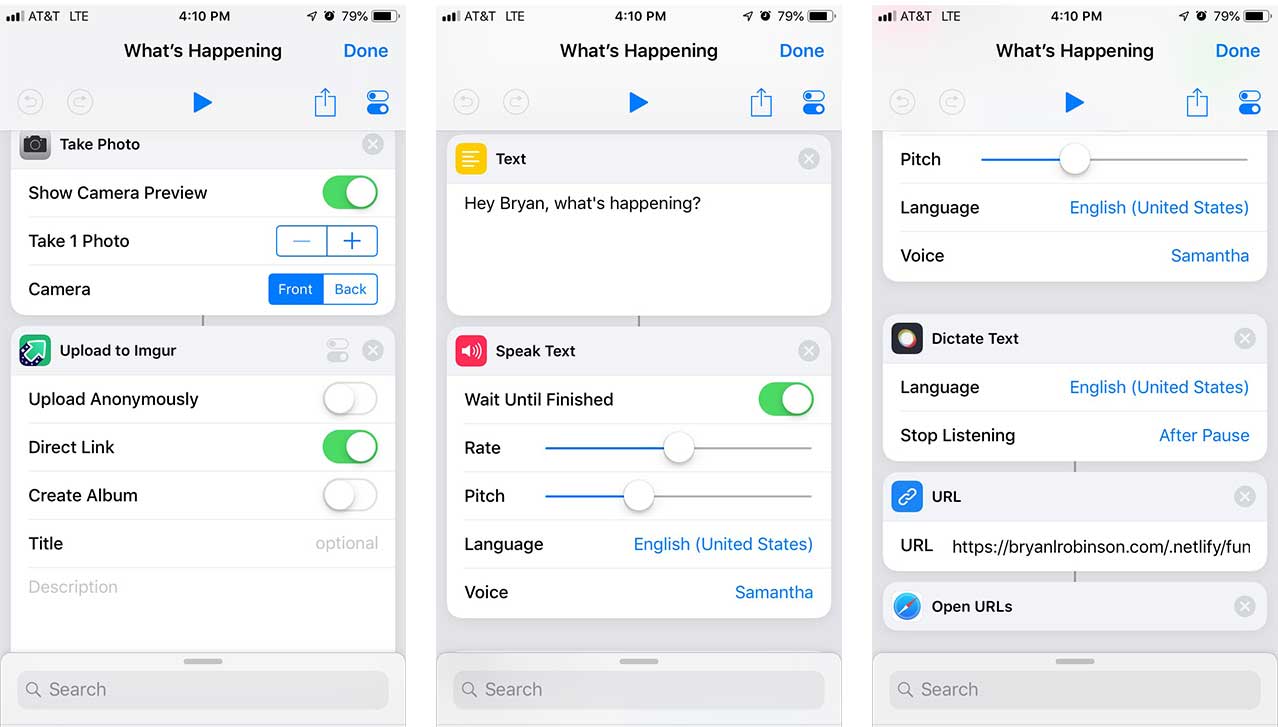 AT&T LTE 4:10 PM 79%
What's Happening Done
Take Photo
Show Camera Preview
Take 1 Photo
Camera Front Back
Upload to Imgur
Upload Anonymously
Direct Link
Create Album
Title optional
Description
Search
AT&T LTE 4:10 PM 79%
What's Happening Done
Text
Hey Bryan, what's happening?
Speak Text
Wait Until Finished
Rate
Pitch
Language English (United States)
Voice Samantha
Search
AT&T LTE 4:10 PM 79%
What's Happening Done
Pitch
Language English (United States)
Voice Samantha
Dictate Text
Language English (United States)
Stop Listening After Pause
URL
URL https://bryanlrobinson.com/.netlify/fun
Open URLs
Search